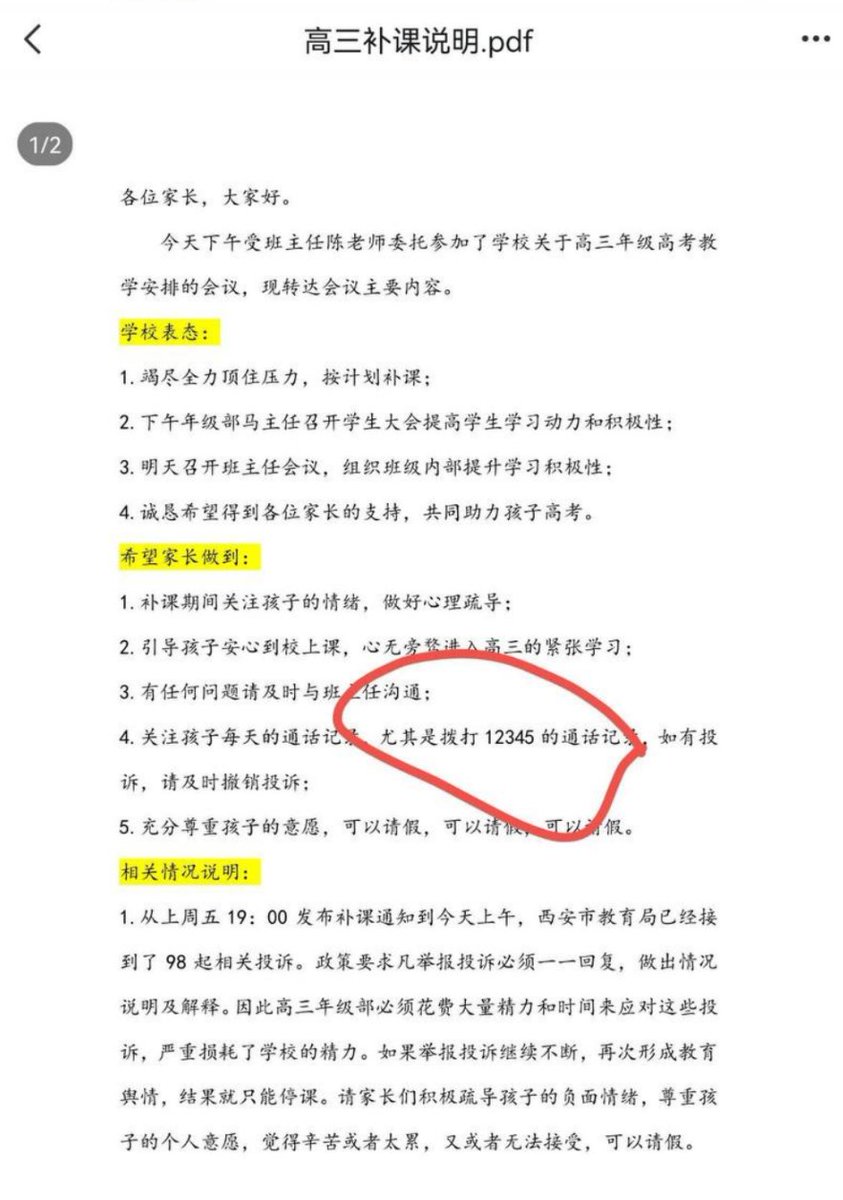 高三补课说明.pdf
1/2
各位家长，大家好。
今天下午受班主任陈老师委托参加了学校关于高三年级高考教
学安排的会议，现转达会议主要内容。
学校表态：
1.竭尽全力顶住压力，按计划补课；
2.下午年级部马主任召开学生大会提高学生学习动力和积极性；
3.明天召开班主任会议，组织班级内部提升学习积极性；
4.诚恳希望得到各位家长的支持，共同助力孩子高考。
希望家长做到：
1.补课期间关注孩子的情绪，做好心理疏导；
2.引导孩子安心到校上课，心无旁骛进入高三的紧张学习；
3.有任何问题请及时与班主任沟通；
4.关注孩子每天的通话记录，尤其是拨打 12345 的通话记录，如有投
诉，请及时撤销投诉；
5.充分尊重孩子的意愿，可以请假，可以请假，可以请假。
相关情况说明：
1.从上周五 19：00 发布补课通知到今天上午，西安市教育局已经接
到了 98 起相关投诉。政策要求凡举报投诉必须一一回复，做出情况
说明及解释。因此高三年级部必须花费大量精力和时间来应对这些投
诉，严重损耗了学校的精力。如果举报投诉继续不断，再次形成教育
舆情，结果就只能停课。请家长们积极疏导孩子的负面情绪，尊重孩
子的个人意愿，觉得辛苦或者太累，又或者无法接受，可以请假。